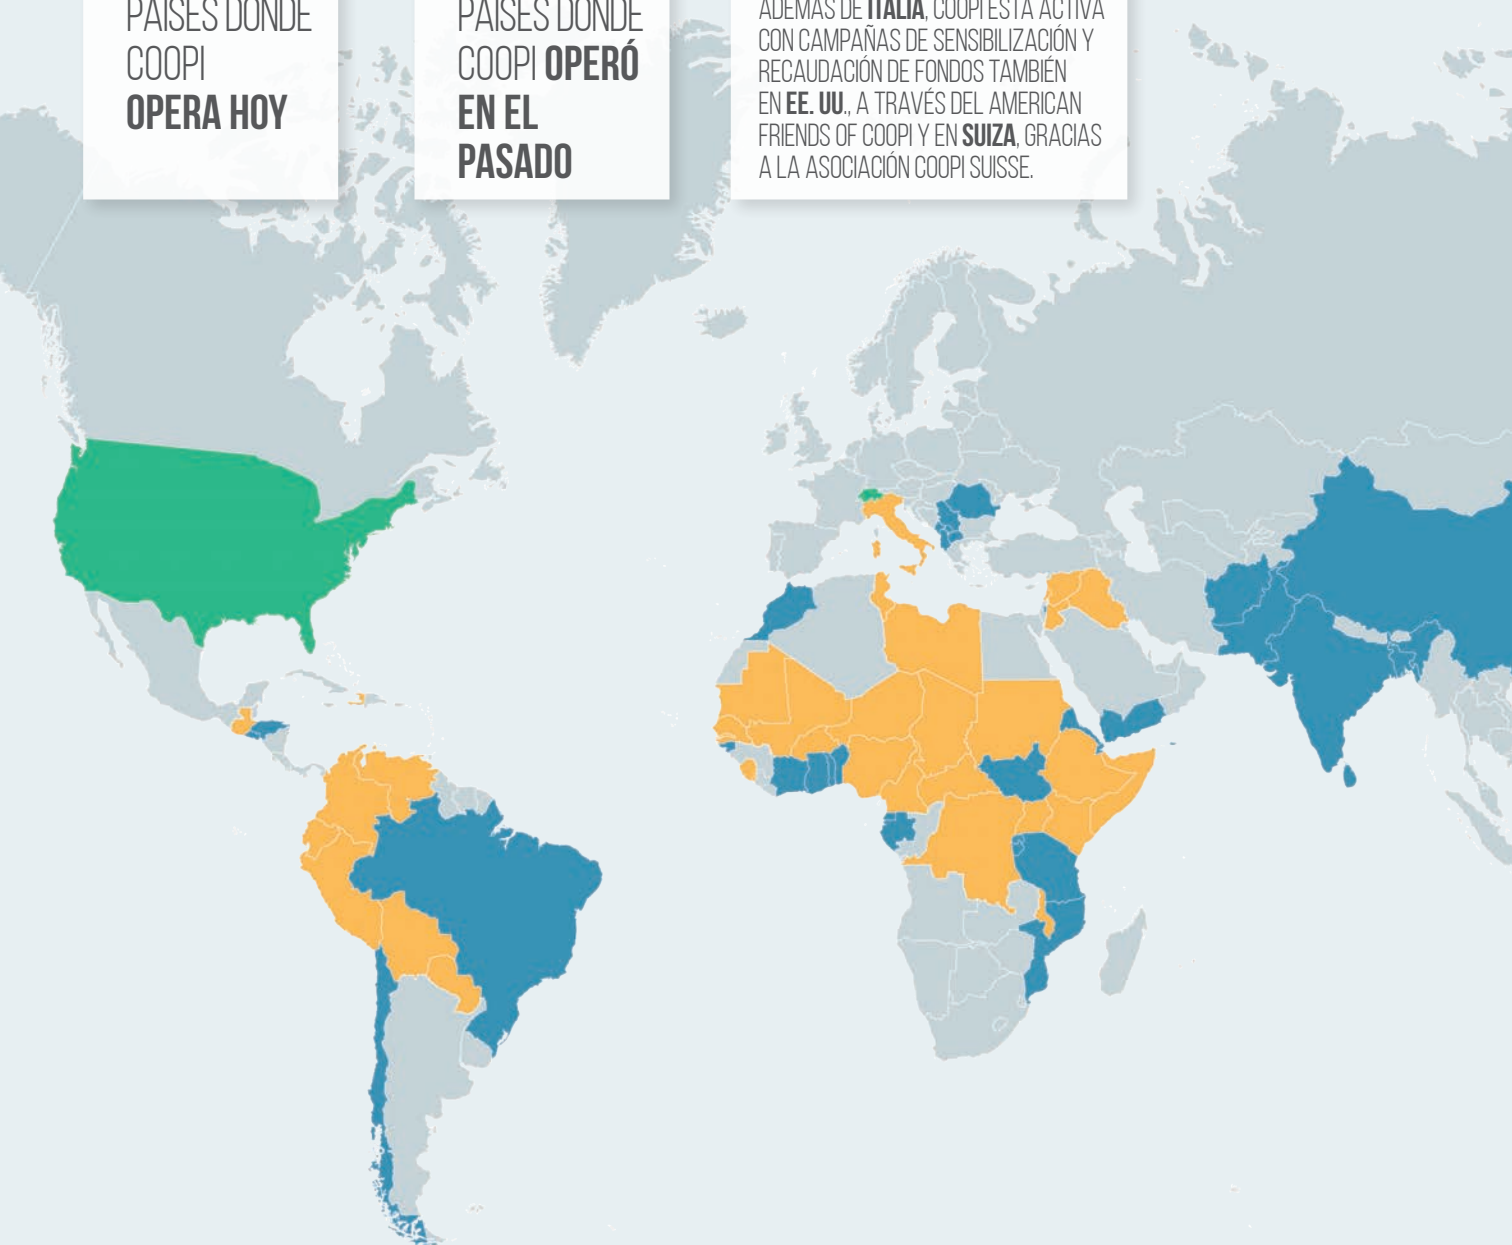 PAÍSES DONDE
COOPI
OPERA HOY
PAÍSES DONDE
COOPI OPERÓ
EN EL
PASADO
ADEMÁS DE ITALIA, COOPI ESTÁ ACTIVA
CON CAMPAÑAS DE SENSIBILIZACIÓN Y
RECAUDACIÓN DE FONDOS TAMBIÉN
EN EE. UU., A TRAVÉS DEL AMERICAN
FRIENDS OF COOPI Y EN SUIZA, GRACIAS
A LA ASOCIACIÓN COOPI SUISSE.